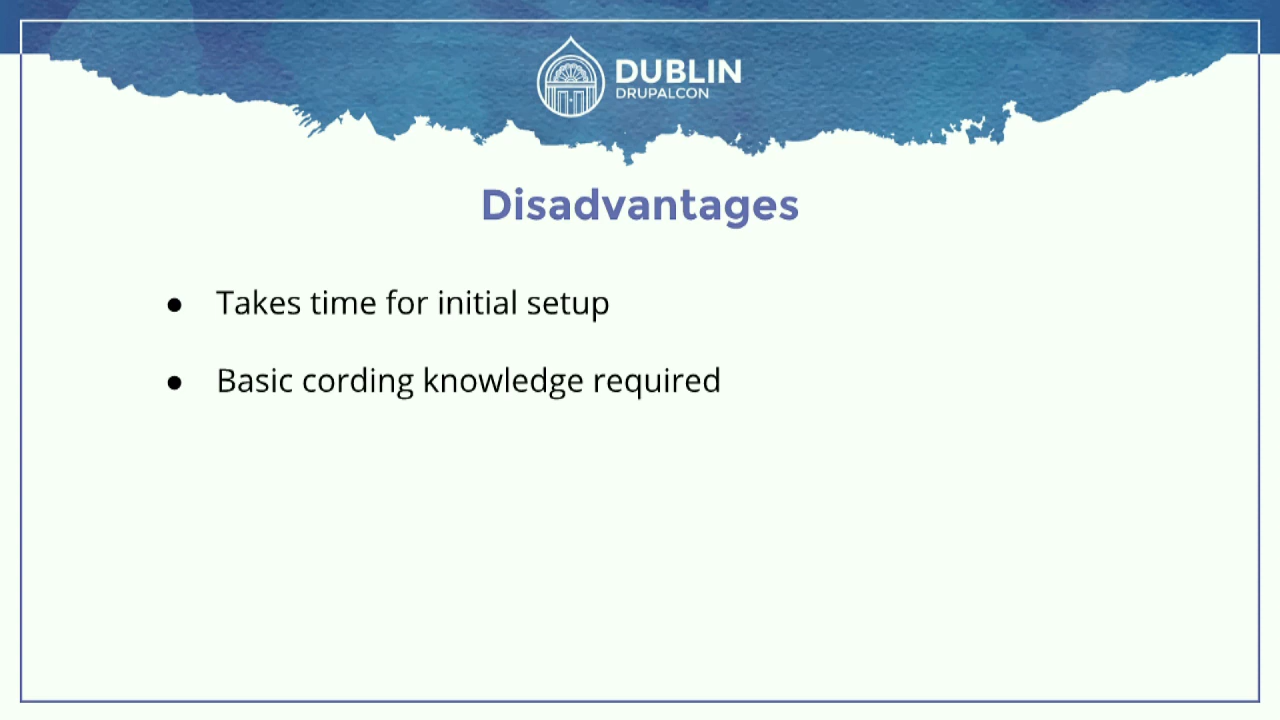 DUBLIN
DRUPALCON
Disadvantages
● Takes time for initial setup
● Basic cording knowledge required